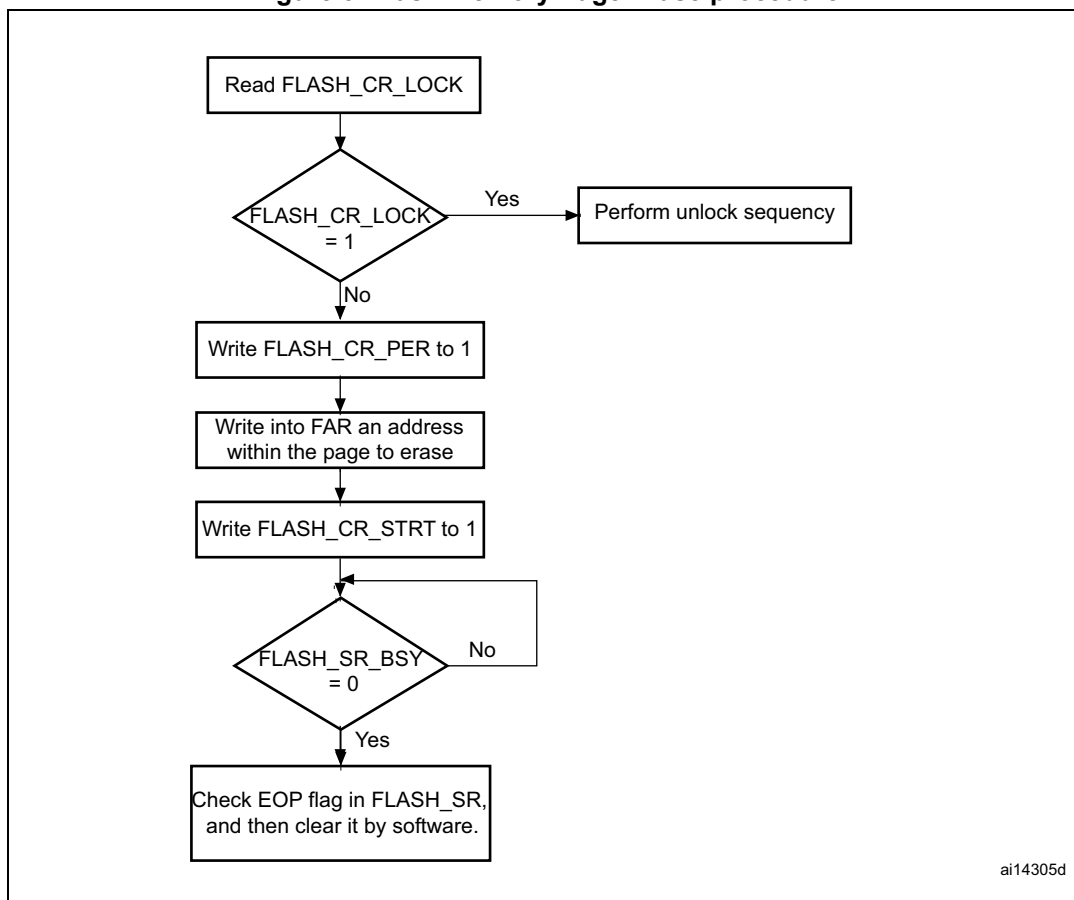 Read FLASH_CR_LOCK
FLASH_CR_LOCK
= 1
Yes
Perform unlock sequency
No
Write FLASH_CR_PER to 1
Write into FAR an address
within the page to erase
Write FLASH_CR_STRT to 1
FLASH_SR_BSY
= 0
No
Yes
Check EOP flag in FLASH_SR,
and then clear it by software.
ai14305d